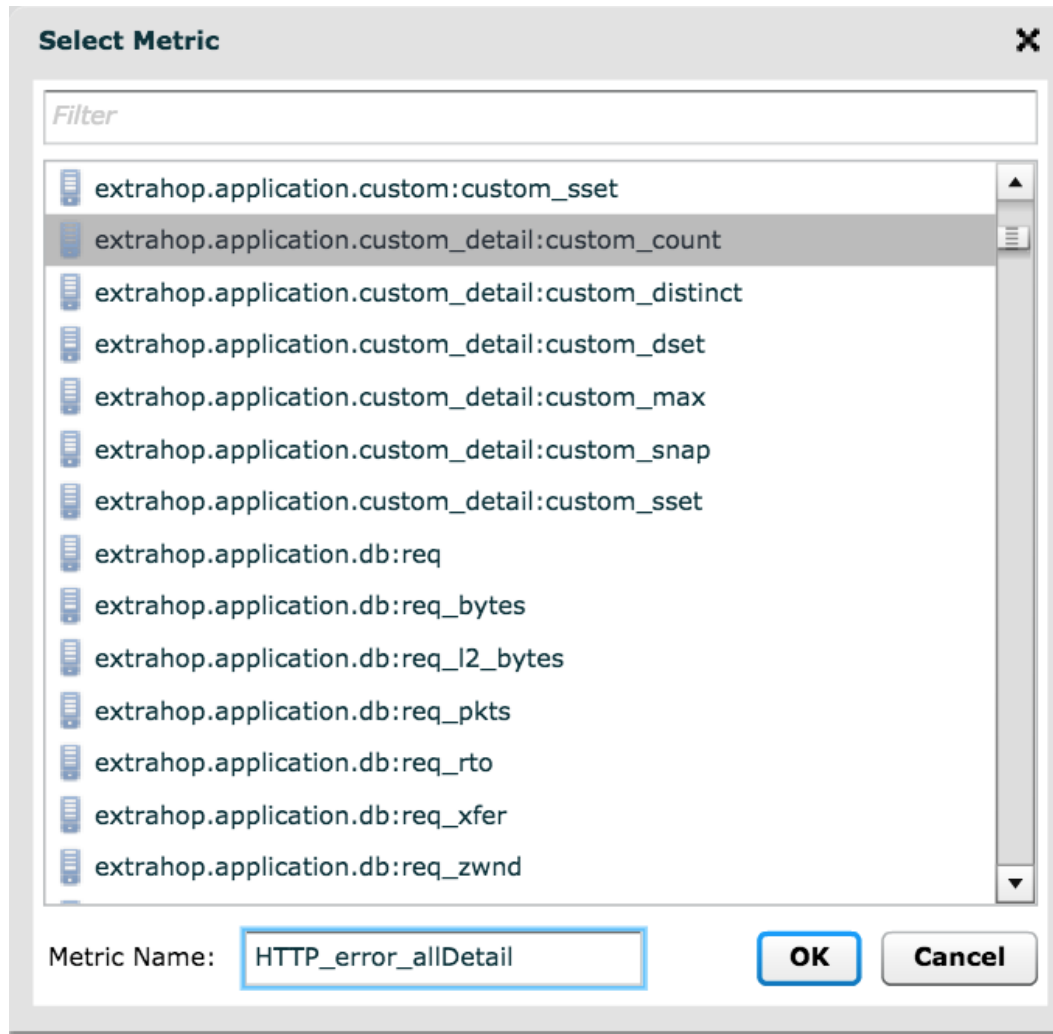 Select Metric
Filter
extrahop.application.custom:custom_sset
extrahop.application.custom_detail:custom_count
extrahop.application.custom_detail:custom_distinct
extrahop.application.custom_detail:custom_dset
extrahop.application.custom_detail:custom_max
extrahop.application.custom_detail:custom_snap
extrahop.application.custom_detail:custom_sset
extrahop.application.db:req
extrahop.application.db:req_bytes
extrahop.application.db:req_l2_bytes
extrahop.application.db:req_pkts
extrahop.application.db:req_rto
extrahop.application.db:req_xfer
extrahop.application.db:req_zwnd
Metric Name: HTTP_error_allDetail OK Cancel